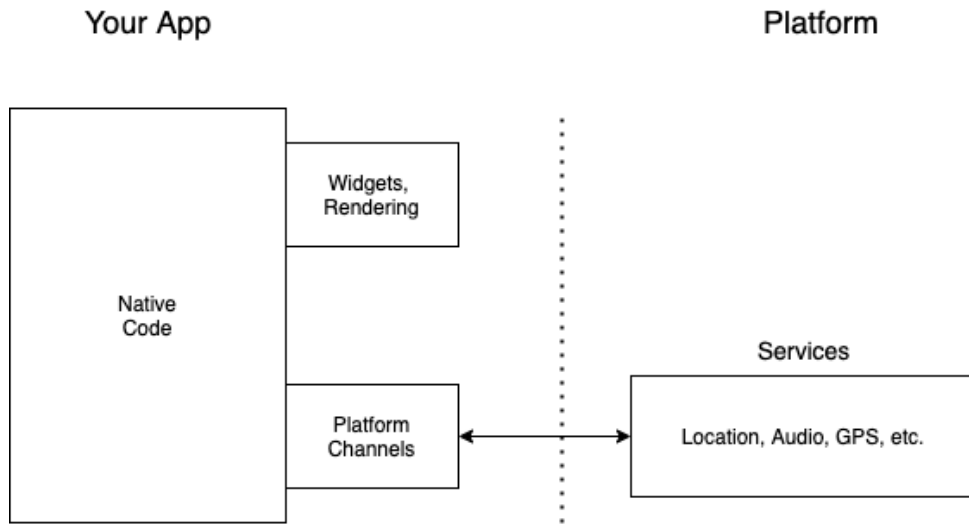 Your App
Platform
Widgets,
Rendering
Native
Code
Services
Platform
Channels
Location, Audio, GPS, etc.